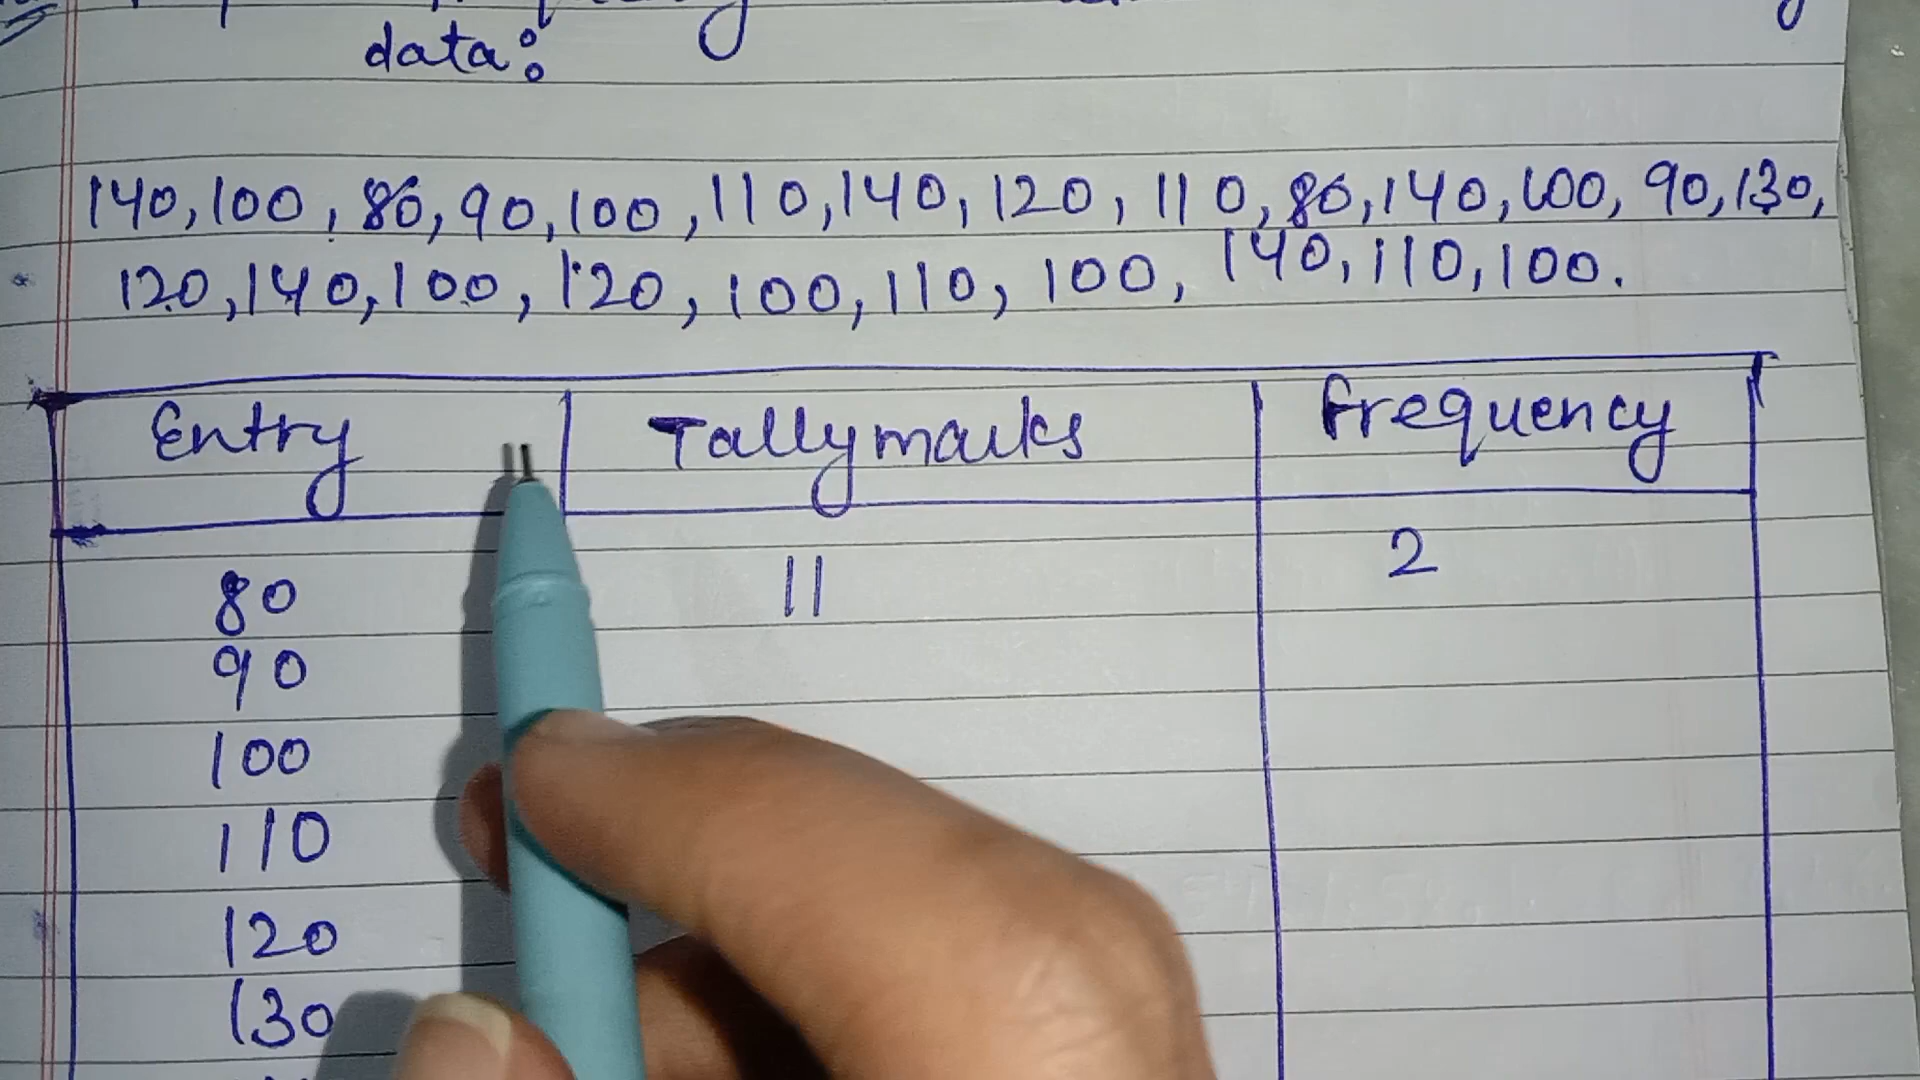 data:
140, 100, 80, 90, 100, 110, 140, 120, 110, 80, 140, 100, 90, 130,
120, 140, 100, 120, 100, 110, 100, 140, 110, 100.
Entry Tallymarks frequency
80 || 2
90
100
110
120
130